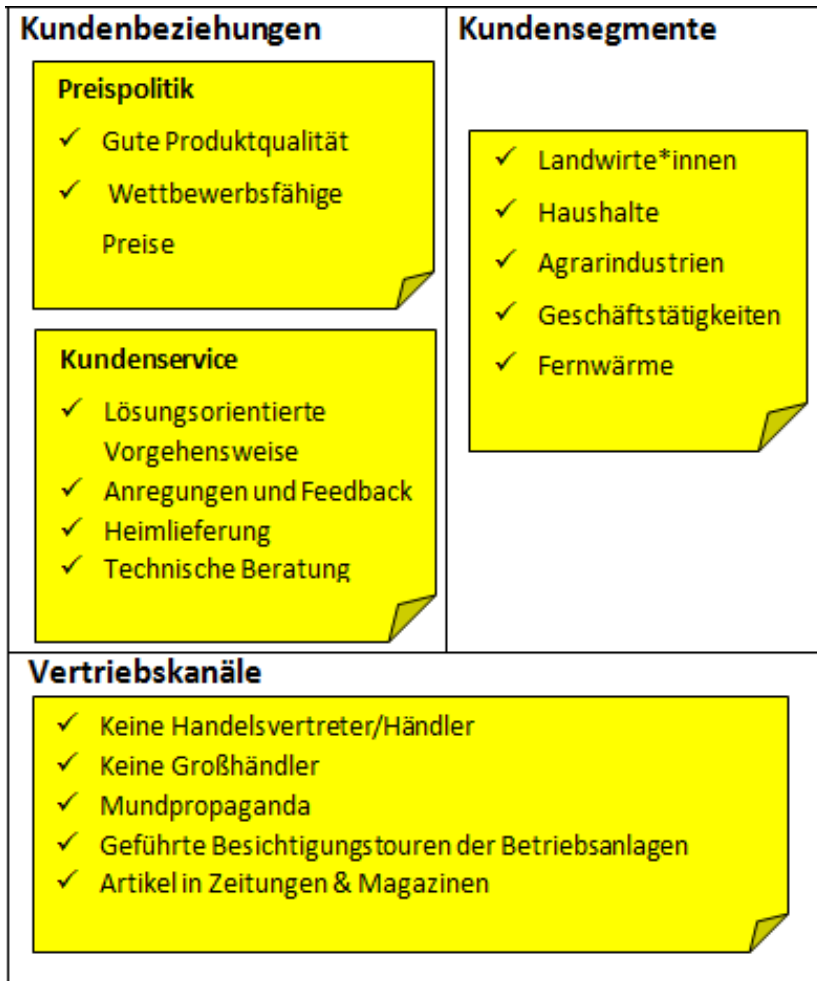 Kundenbeziehungen
Preispolitik
✓ Gute Produktqualität
✓ Wettbewerbsfähige
Preise
Kundenservice
✓ Lösungsorientierte
Vorgehensweise
✓ Anregungen und Feedback
✓ Heimlieferung
✓ Technische Beratung
Kundensegmente
✓ Landwirte*innen
✓ Haushalte
✓ Agrarindustrien
✓ Geschäftstätigkeiten
✓ Fernwärme
Vertriebskanäle
✓ Keine Handelsvertreter/Händler
✓ Keine Großhändler
✓ Mundpropaganda
✓ Geführte Besichtigungstouren der Betriebsanlagen
✓ Artikel in Zeitungen & Magazinen